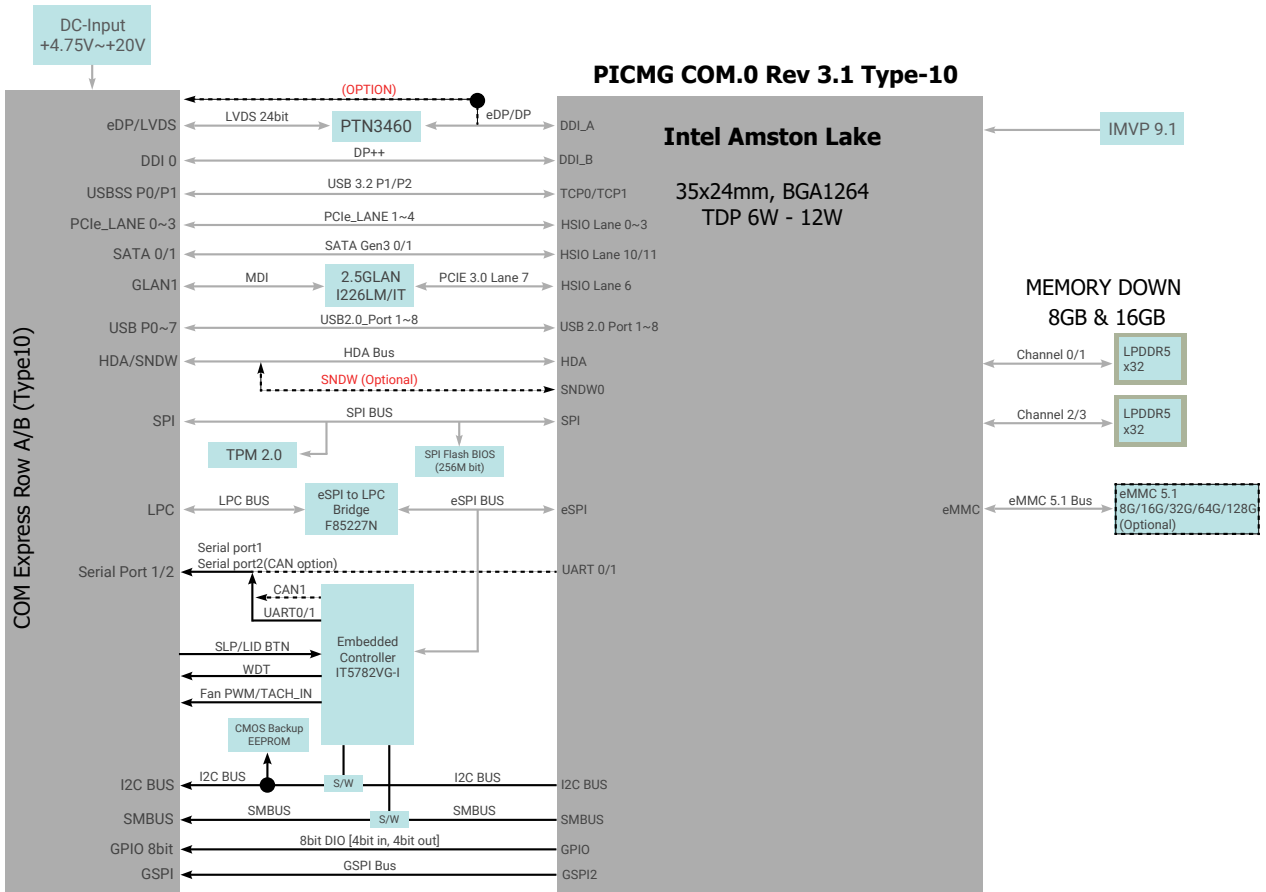 DC-Input
+4.75V~+20V
PICMG COM.0 Rev 3.1 Type-10
(OPTION)
eDP/LVDS
LVDS 24bit
PTN3460
eDP/DP
DDI_A
Intel Amston Lake
IMVP 9.1
DDI 0
DP++
DDI_B
USBSS P0/P1
USB 3.2 P1/P2
TCP0/TCP1
35x24mm, BGA1264
TDP 6W - 12W
PCIe_LANE 0~3
PCIe_LANE 1~4
HSIO Lane 0~3
SATA 0/1
SATA Gen3 0/1
HSIO Lane 10/11
GLAN1
MDI
2.5GLAN
I226LM/IT
PCIE 3.0 Lane 7
HSIO Lane 6
MEMORY DOWN
8GB & 16GB
USB P0~7
USB2.0_Port 1~8
USB 2.0 Port 1~8
HDA/SNDW
HDA Bus
HDA
Channel 0/1
LPDDR5
x32
SNDW (Optional)
SNDW0
SPI
SPI BUS
SPI
Channel 2/3
LPDDR5
x32
TPM 2.0
SPI Flash BIOS
(256M bit)
LPC
LPC BUS
eSPI to LPC
Bridge
F85227N
eSPI BUS
eSPI
eMMC
eMMC 5.1 Bus
eMMC 5.1
8G/16G/32G/64G/128G
(Optional)
COM Express Row A/B (Type10)
Serial port1
Serial port2(CAN option)
Serial Port 1/2
UART 0/1
CAN1
UART0/1
SLP/LID BTN
WDT
Fan PWM/TACH_IN
Embedded
Controller
IT5782VG-I
CMOS Backup
EEPROM
I2C BUS
I2C BUS
S/W
I2C BUS
I2C BUS
SMBUS
SMBUS
S/W
SMBUS
SMBUS
GPIO 8bit
8bit DIO [4bit in, 4bit out]
GPIO
GSPI
GSPI Bus
GSPI2